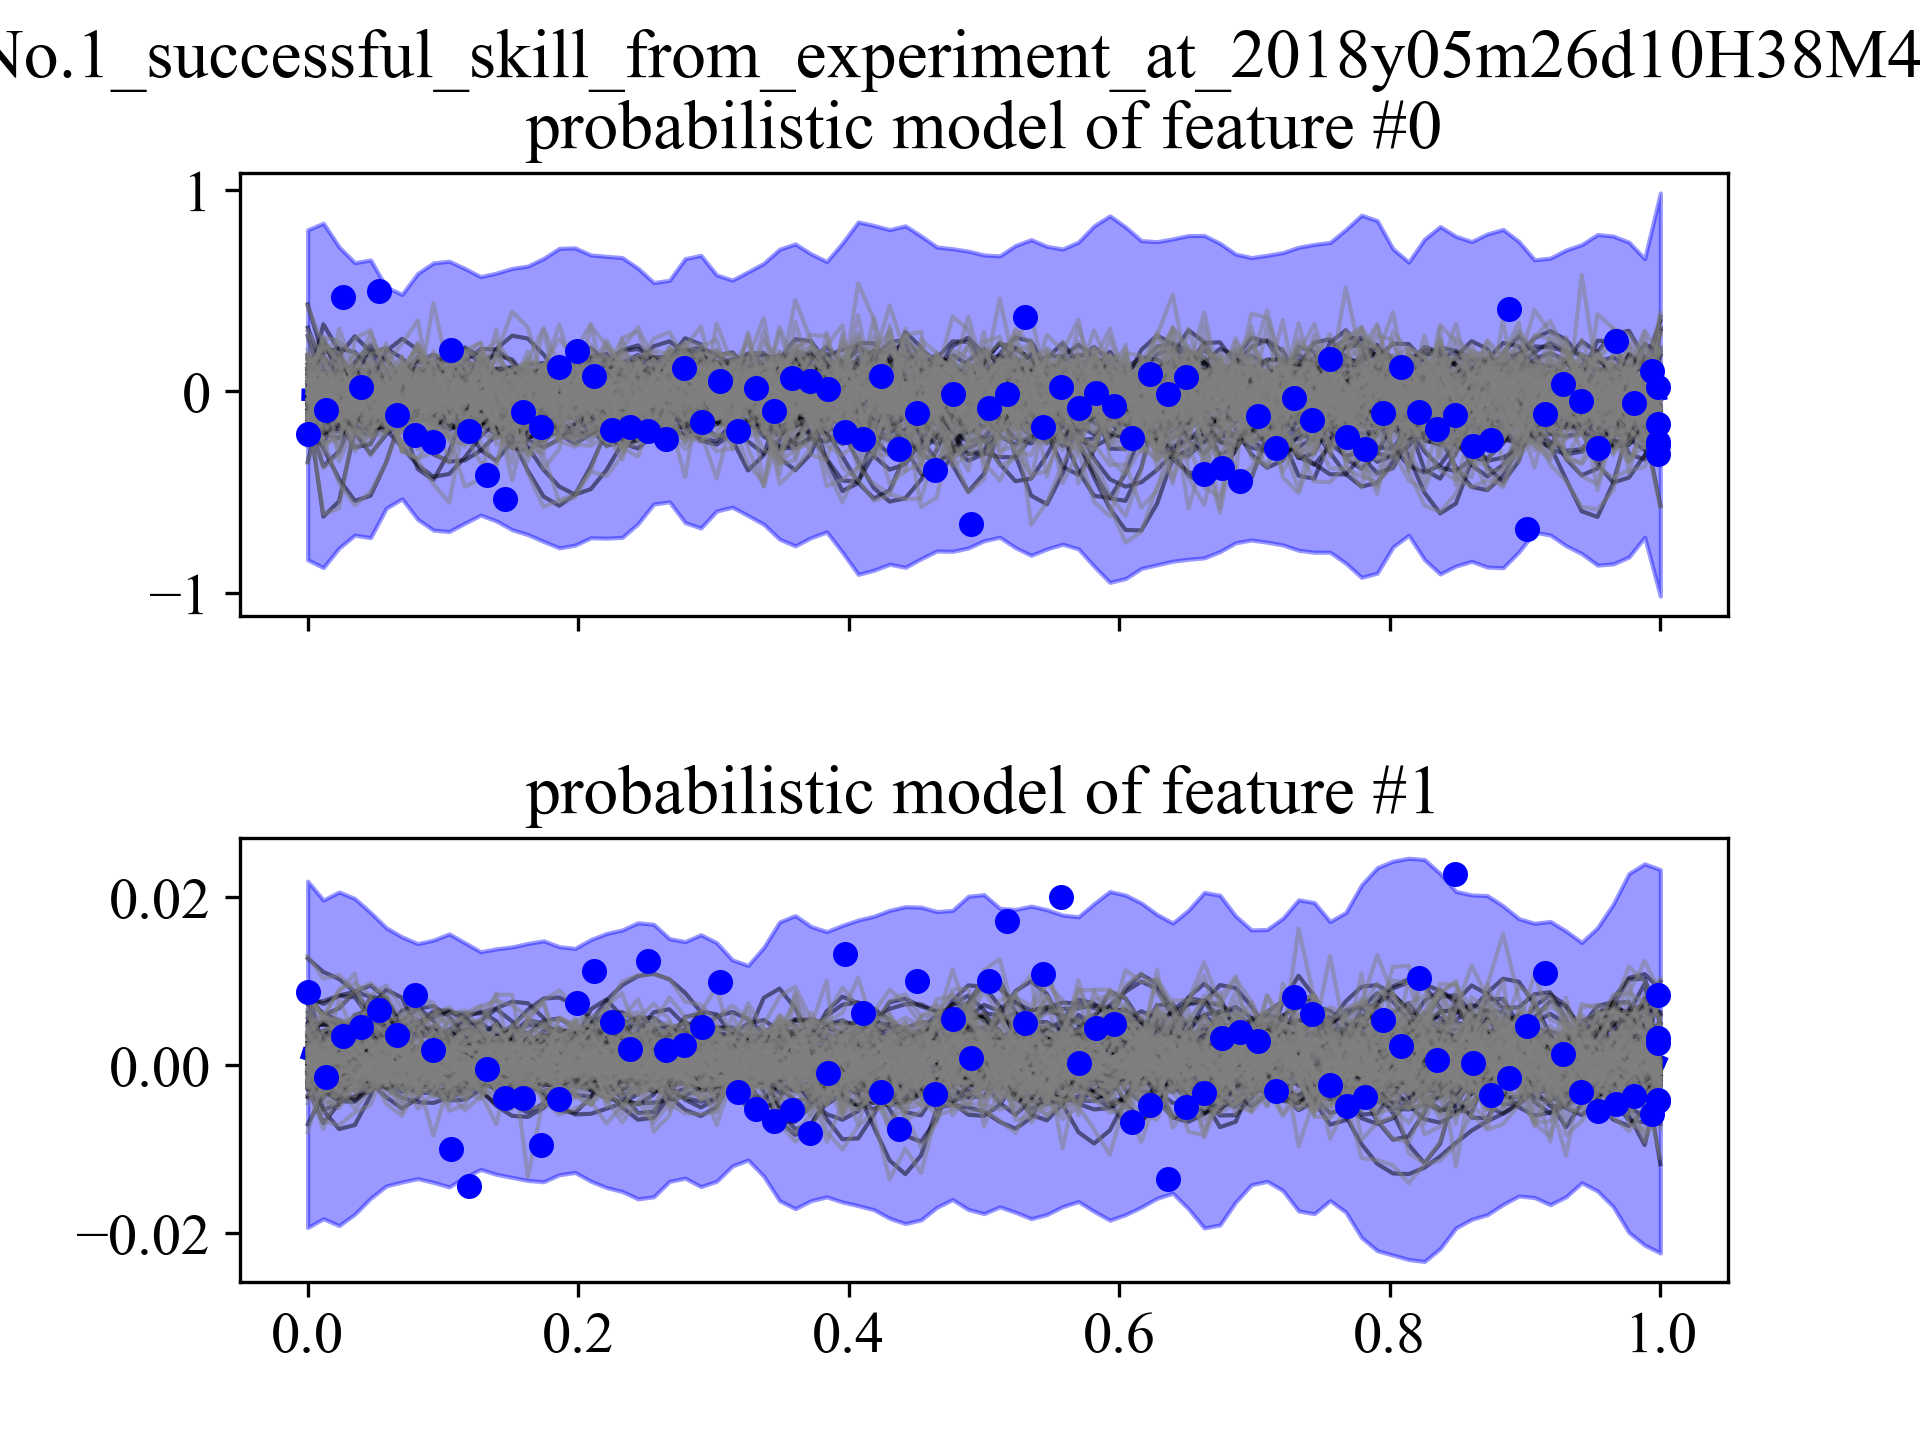 No.1_successful_skill_from_experiment_at_2018y05m26d10H38M4
probabilistic model of feature #0
1
0
−1
probabilistic model of feature #1
0.02
0.00
−0.02
0.0 0.2 0.4 0.6 0.8 1.0